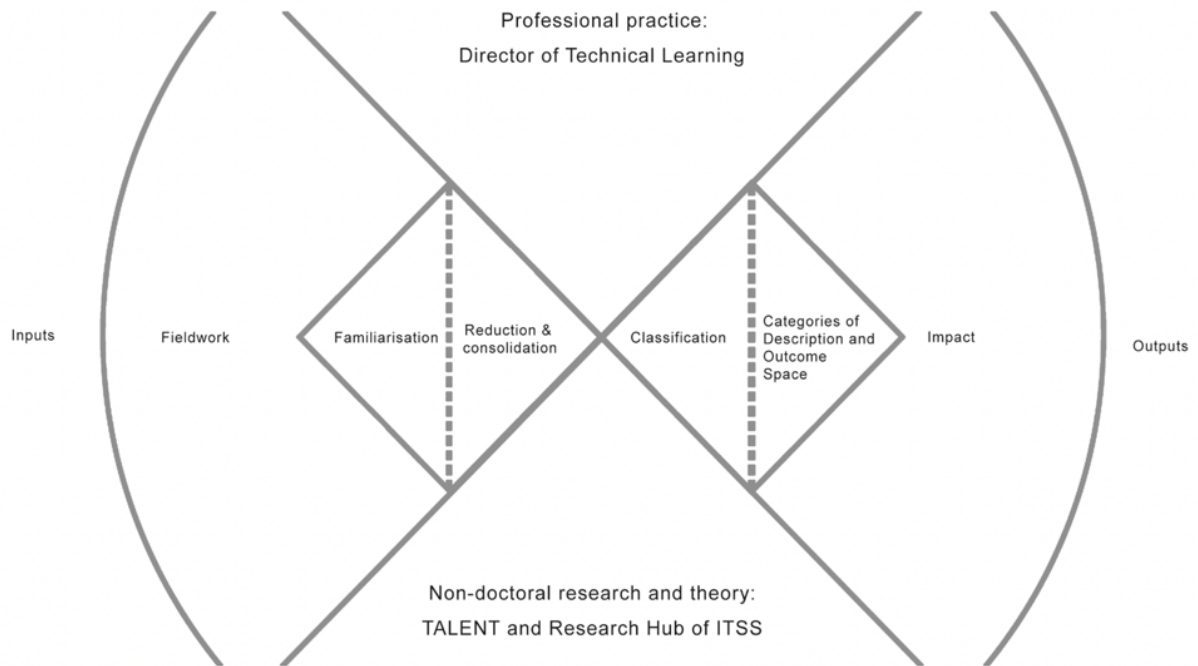 Professional practice:
Director of Technical Learning
Inputs
Fieldwork
Familiarisation
Reduction &
consolidation
Classification
Categories of
Description and
Outcome
Space
Impact
Outputs
Non-doctoral research and theory:
TALENT and Research Hub of ITSS